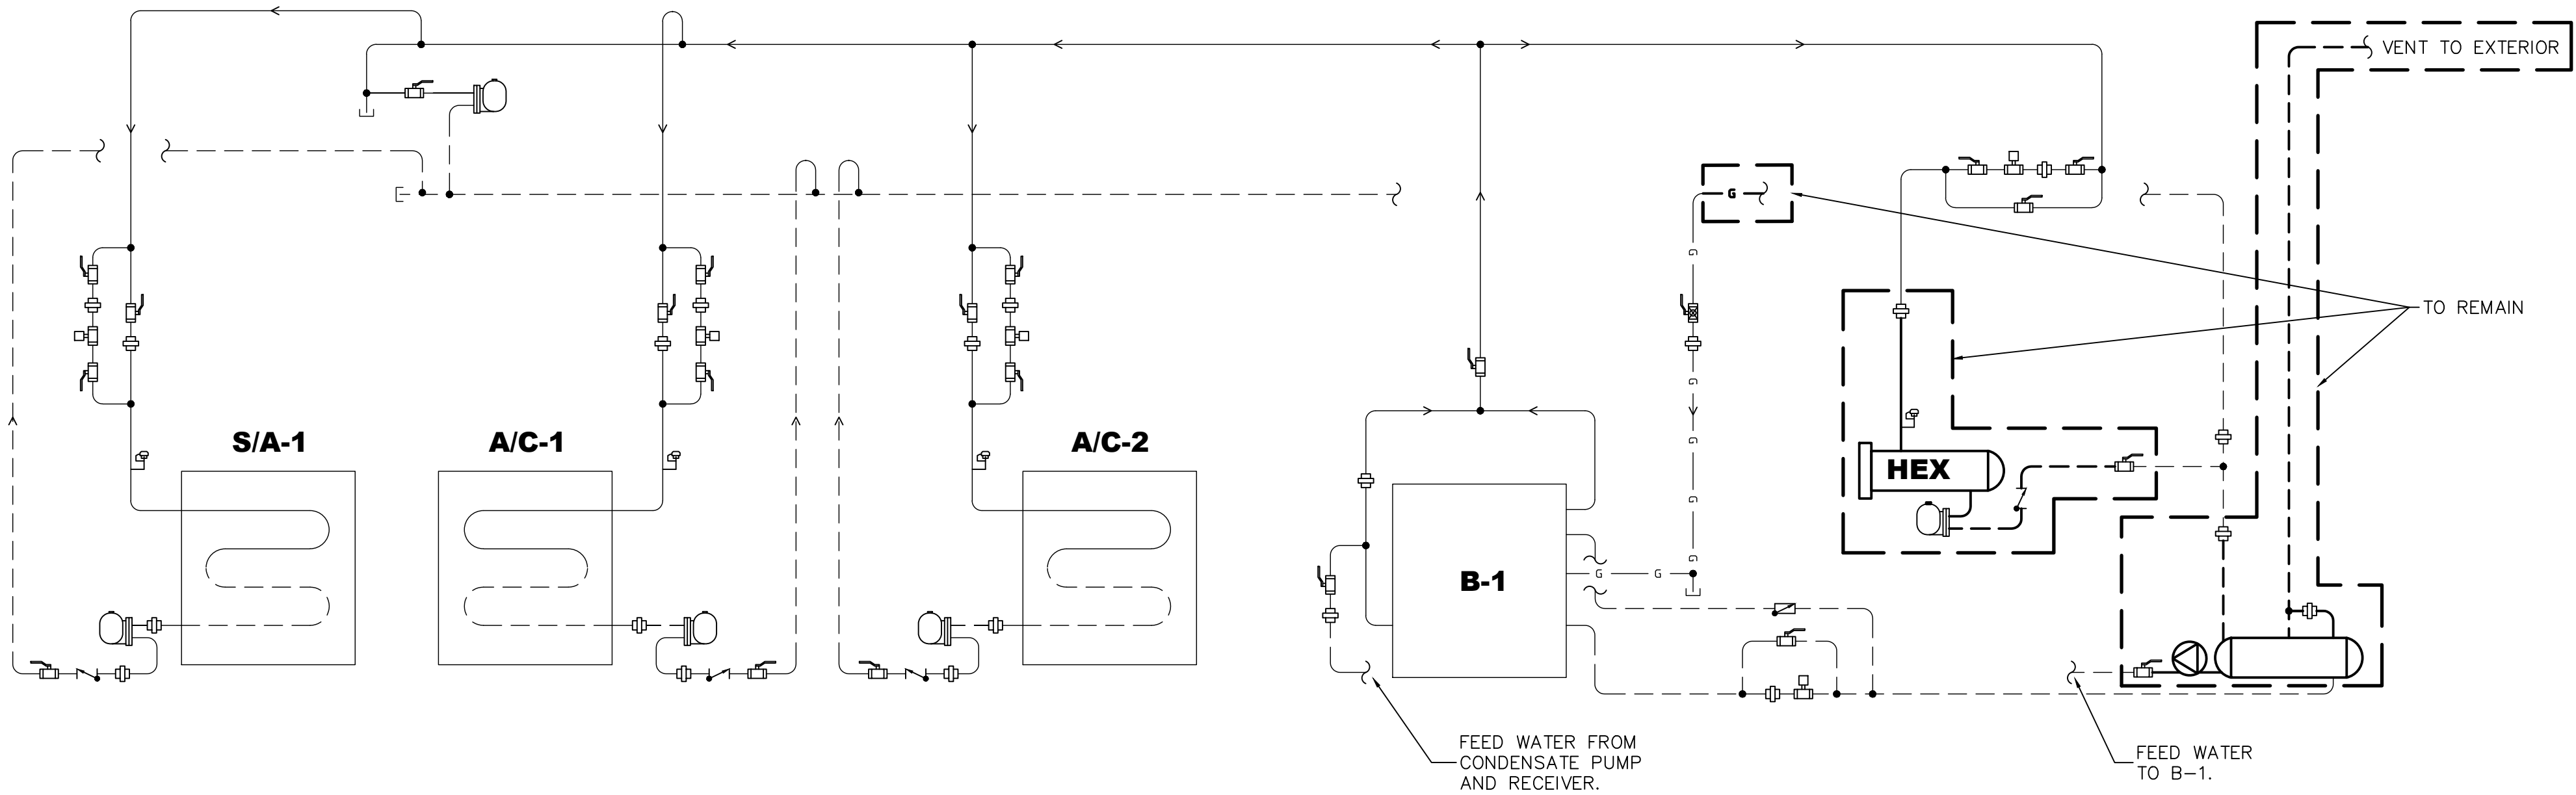 VENT TO EXTERIOR
G
G
TO REMAIN
G
S/A-1
A/C-1
A/C-2
G
HEX
G
B-1
G
G
G
FEED WATER FROM
CONDENSATE PUMP
AND RECEIVER.
FEED WATER
TO B-1.